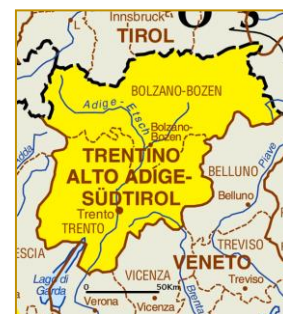 Innsbruck
O S
TIROL
BOLZANO-BOZEN
Adige-Etsch
Bolzano-
Bozen
Adda
TRENTINO
ALTO ADIGE-
SÜDTIROL
BELLUNO
Piave
Belluno
Trento
TRENTO
TREVISO
ESCIA
VENETO
Lago di
Garda
0 50Km
VICENZA
Treviso
Verona
Vicenza
Brenta